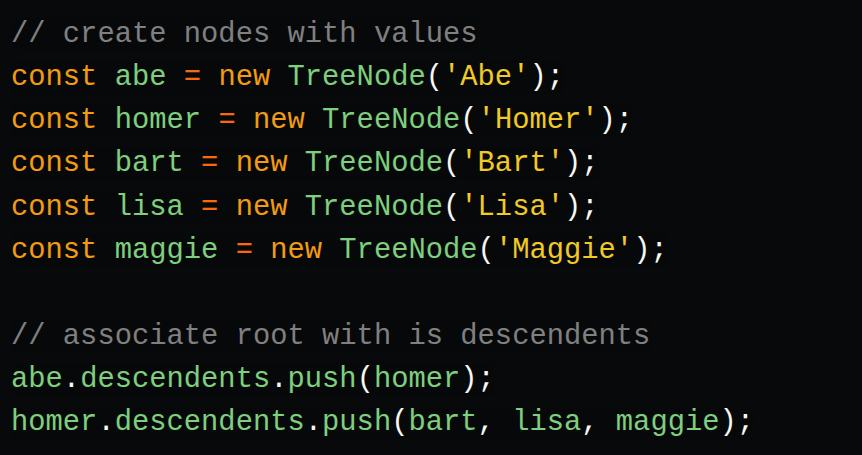 // create nodes with values
const abe = new TreeNode('Abe');
const homer = new TreeNode('Homer');
const bart = new TreeNode('Bart');
const lisa = new TreeNode('Lisa');
const maggie = new TreeNode('Maggie');

// associate root with is descendents
abe.descendents.push(homer);
homer.descendents.push(bart, lisa, maggie);